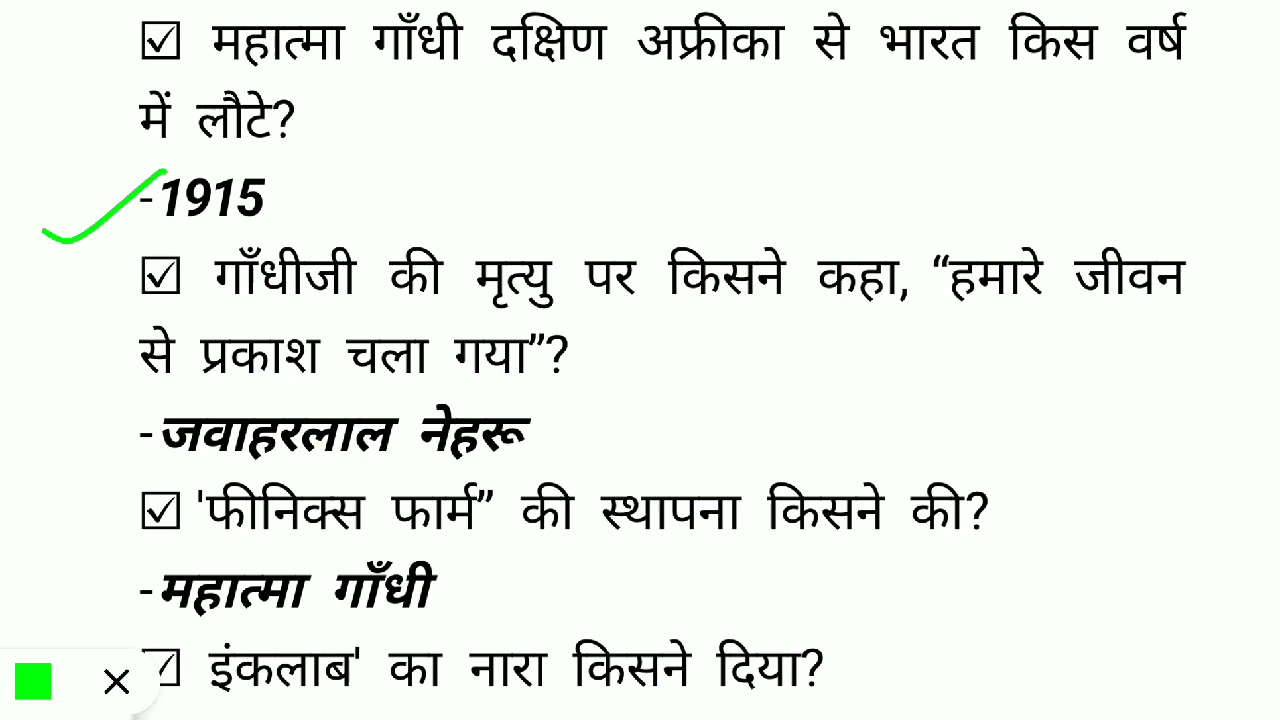 ☑ महात्मा गाँधी दक्षिण अफ्रीका से भारत किस वर्ष
में लौटे?
-1915
☑ गाँधीजी की मृत्यु पर किसने कहा, “हमारे जीवन
से प्रकाश चला गया”?
-जवाहरलाल नेहरू
☑ 'फीनिक्स फार्म” की स्थापना किसने की?
-महात्मा गाँधी
☑ इंकलाब' का नारा किसने दिया?